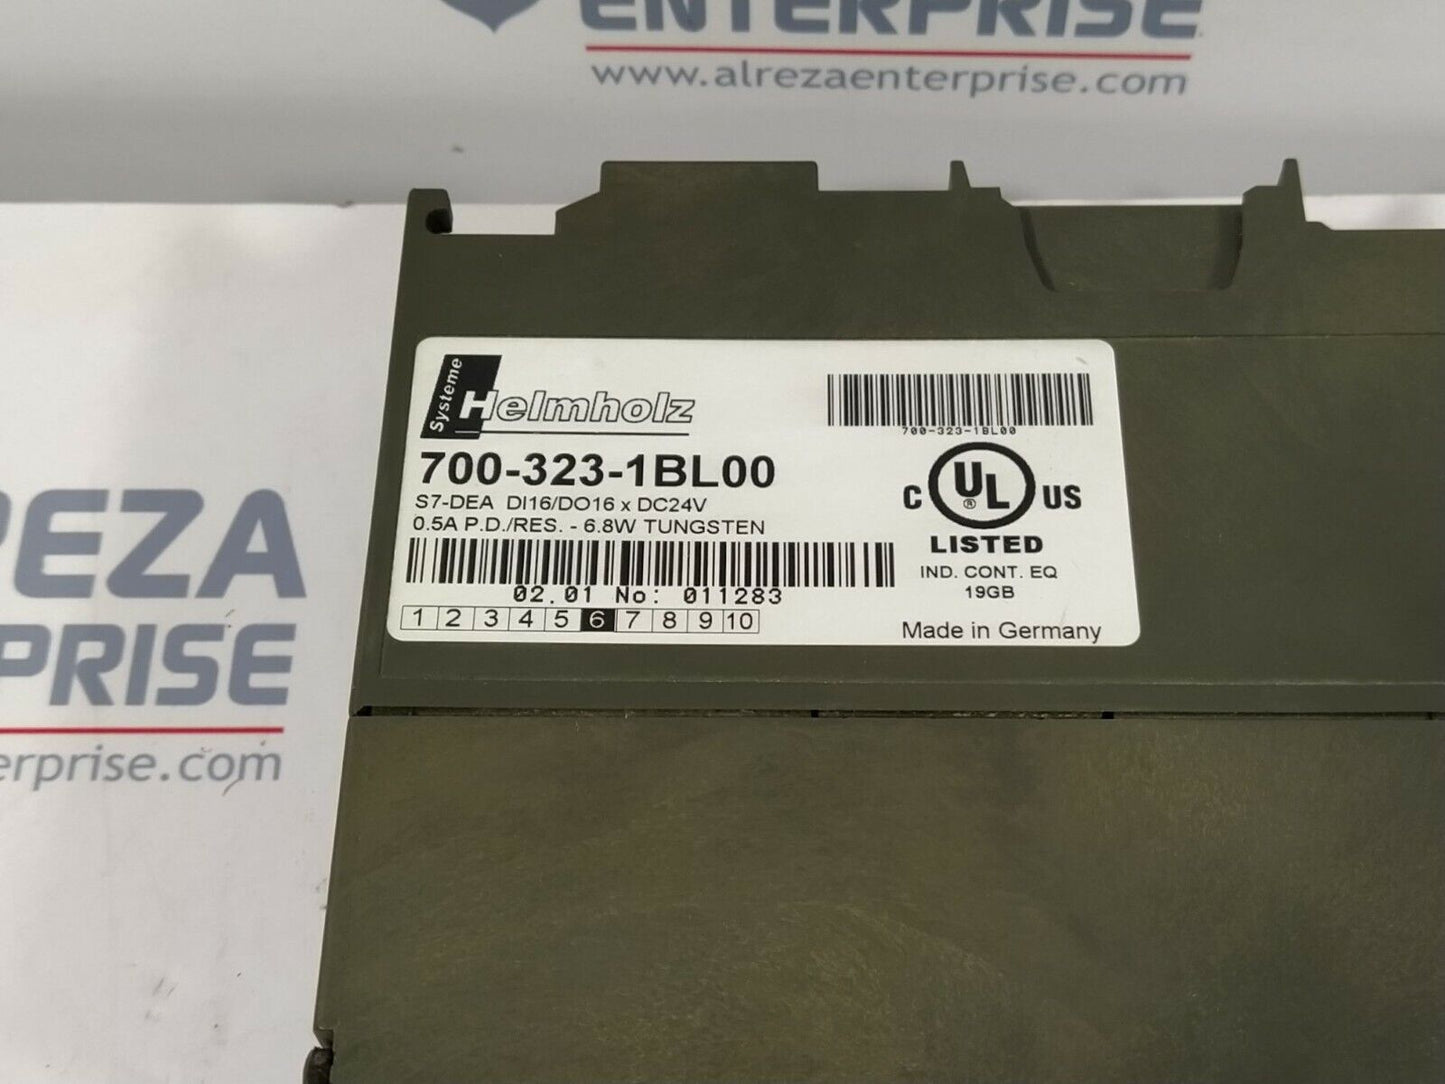 ENTERPRISE
www.alrezaenterprise.com
REZA
PRISE
erprise.com
Systeme
Helmholz
700-323-1BL00
700-323-1BL00
S7-DEA DI16/DO16 x DC24V
0.5A P.D./RES. - 6.8W TUNGSTEN
02.01 No: 011283
1 2 3 4 5 6 7 8 9 10
C UL ® US
LISTED
IND. CONT. EQ
19GB
Made in Germany